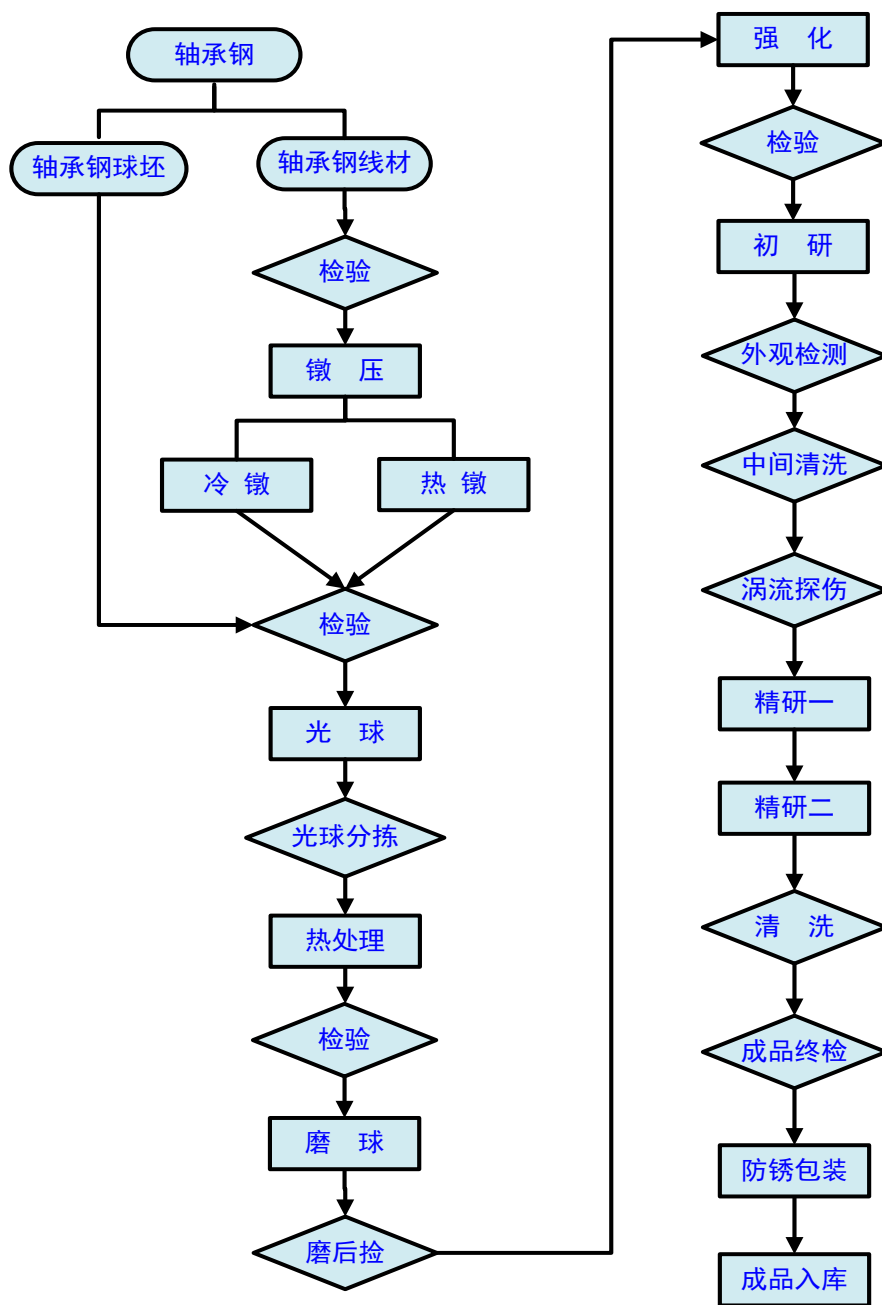 轴承钢
轴承钢球坯
轴承钢线材
检验
镦 压
冷 镦
热 镦
检验
光 球
光球分拣
热处理
检验
磨 球
磨后捡
强 化
检验
初 研
外观检测
中间清洗
涡流探伤
精研一
精研二
清 洗
成品终检
防锈包装
成品入库